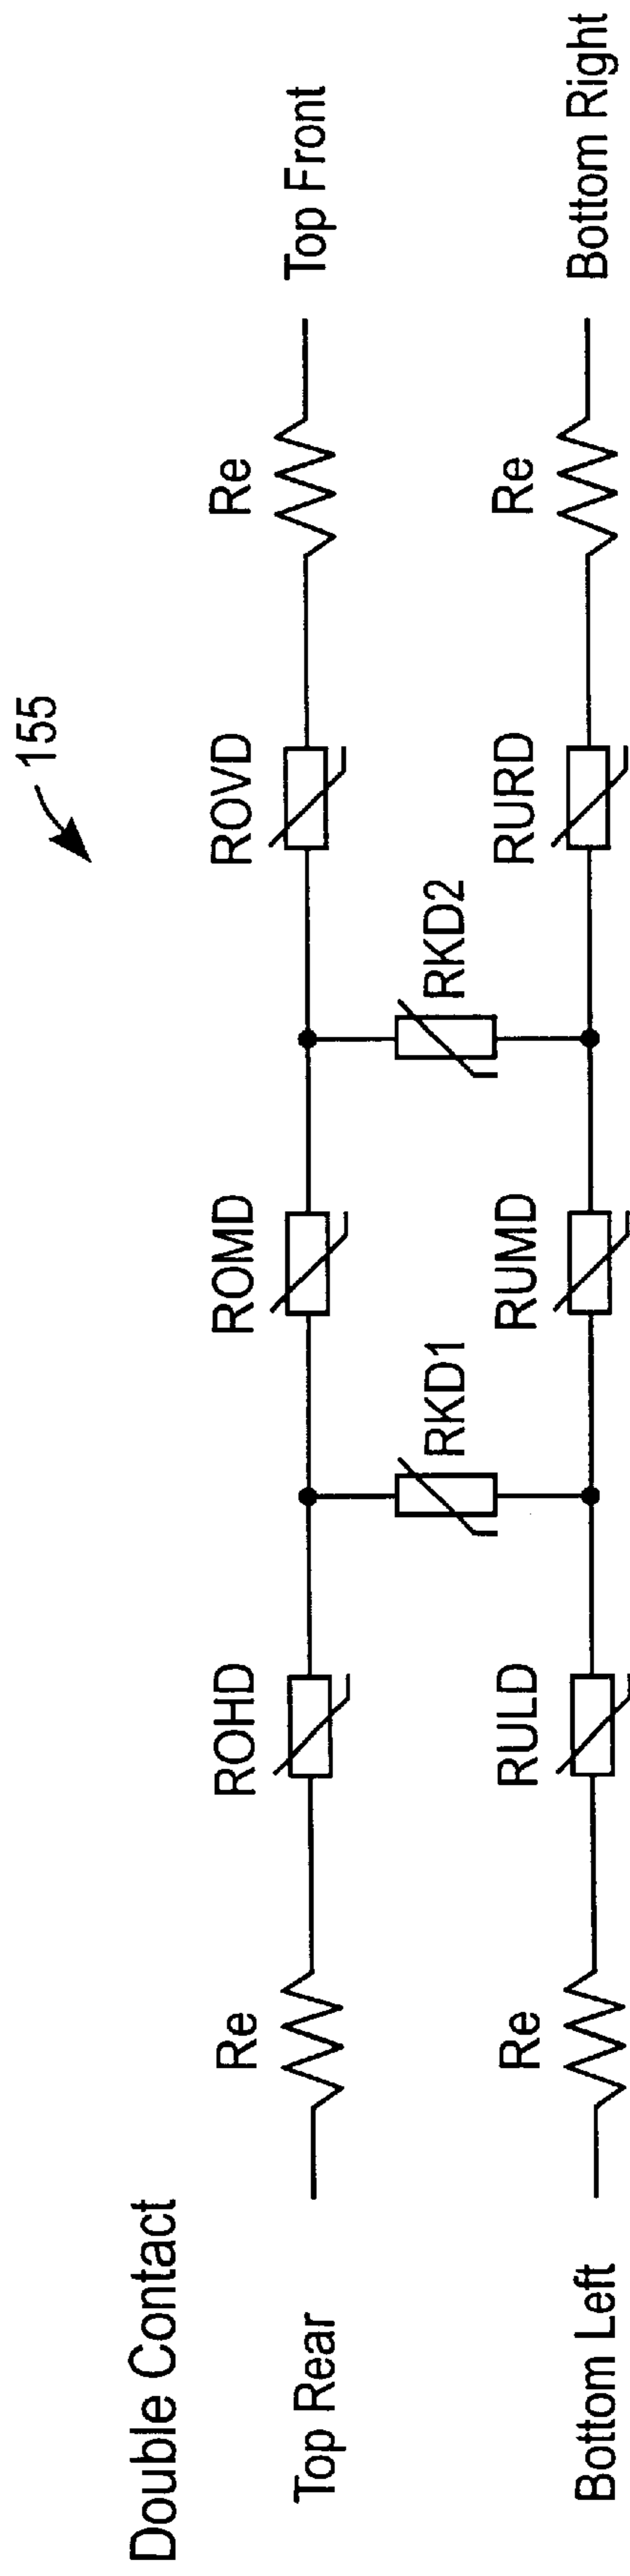 Double Contact
155
Top Rear
Re
ROHD
ROMD
ROVD
Re
Top Front
RKD1
RKD2
Bottom Left
Re
RULD
RUMD
RURD
Re
Bottom Right